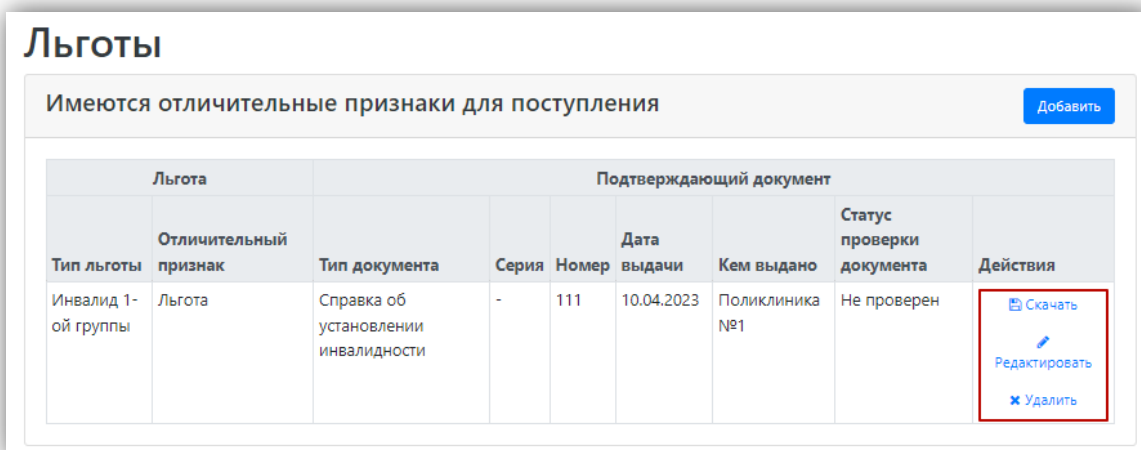 Льготы
Имеются отличительные признаки для поступления
Добавить
Льгота
Подтверждающий документ
Тип льготы
Отличительный
признак
Тип документа
Серия
Номер
Дата
выдачи
Кем выдано
Статус
проверки
документа
Действия
Инвалид 1-
ой группы
Льгота
Справка об
установлении
инвалидности
-
111
10.04.2023
Поликлиника
№1
Не проверен
Скачать
Редактировать
Удалить